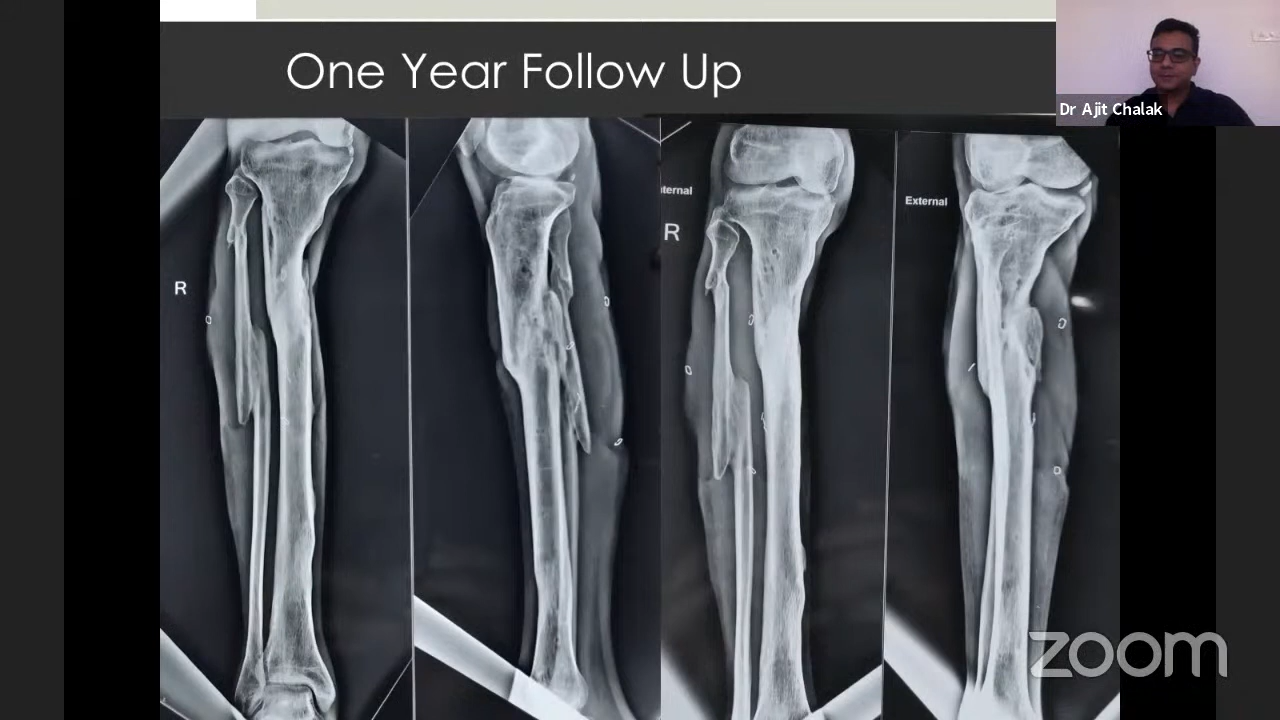 One Year Follow Up
Dr Ajit Chalak
R
ternal
R
External
zoom